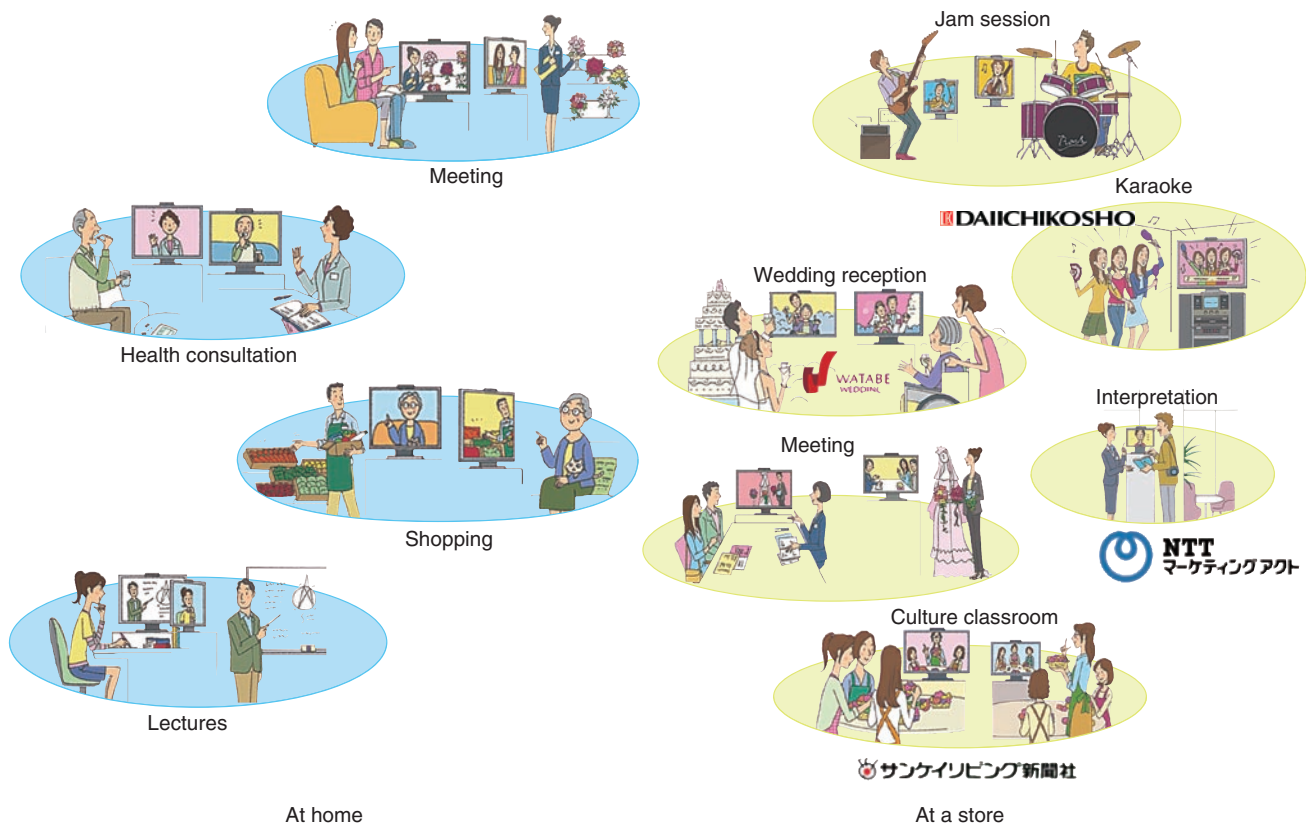 Meeting
Health consultation
Shopping
Lectures
At home
Jam session
Rock
Karaoke
DAIICHIKOSHO
Wedding reception
WATABE
WEDDING
Interpretation
Meeting
NTT
マーケティングアクト
Culture classroom
サンケイリビング新聞社
At a store